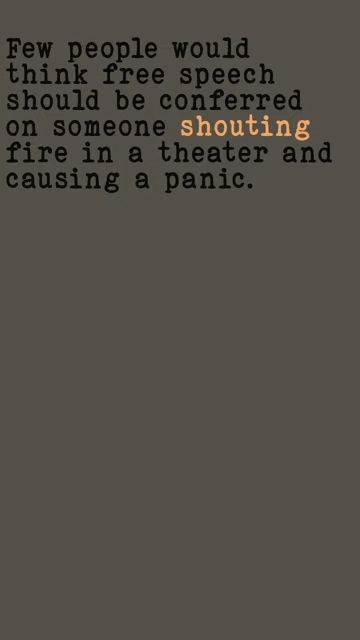 Few people would
think free speech
should be conferred
on someone shouting
fire in a theater and
causing a panic.